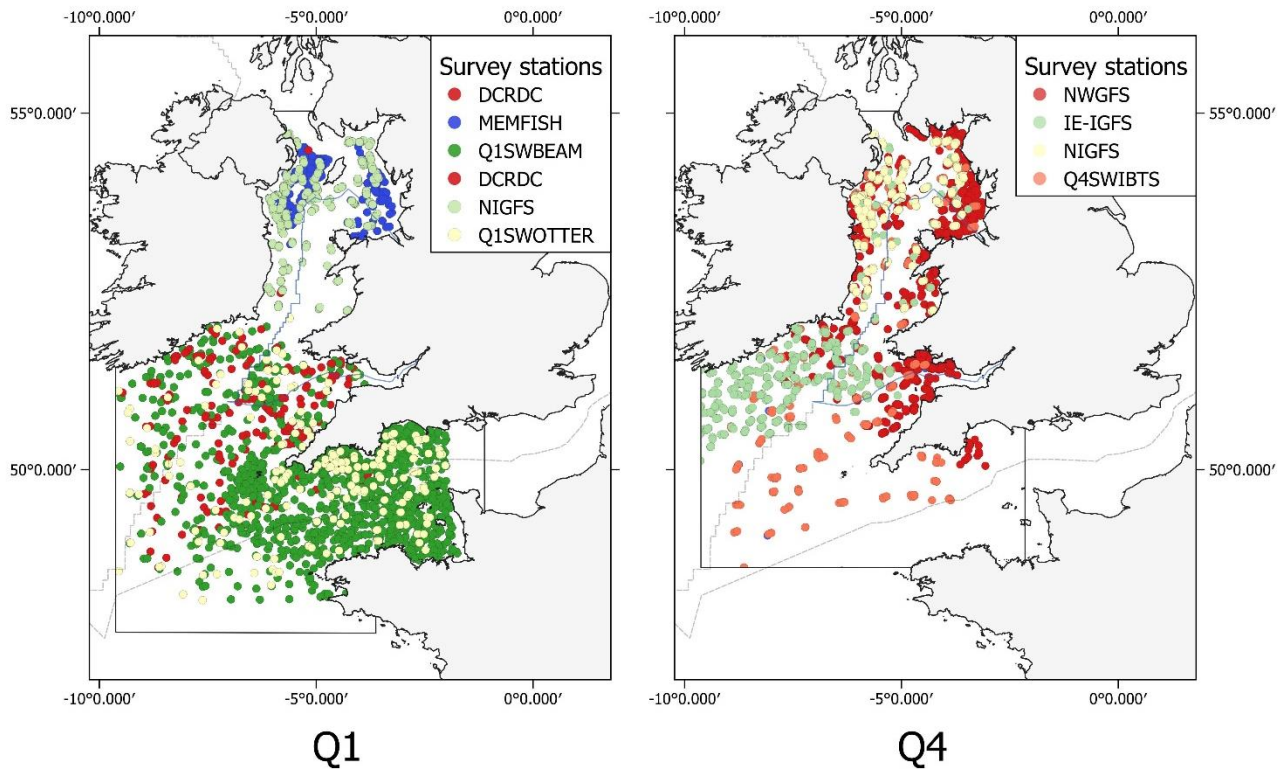 -10°0.000' -5°0.000' 0°0.000'
-10°0.000' -5°0.000' 0°0.000'
Survey stations
DCRDC
MEMFISH
Q1SWBEAM
DCRDC
NIGFS
Q1SWOTTER
Survey stations
NWGFS
IE-IGFS
NIGFS
Q4SWIBTS
55°0.000'
55°0.000'
50°0.000'
50°0.000'
-10°0.000' -5°0.000' 0°0.000'
-10°0.000' -5°0.000' 0°0.000'
Q1
Q4